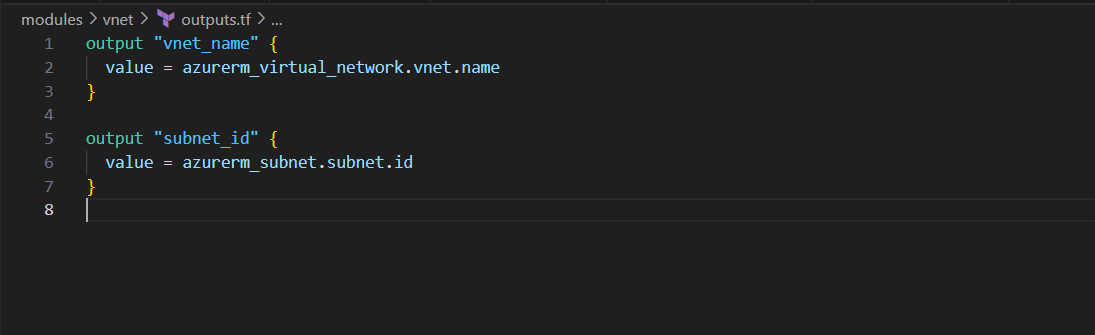 modules > vnet > outputs.tf > ...
1 output "vnet_name" {
2   value = azurerm_virtual_network.vnet.name
3 }
4
5 output "subnet_id" {
6   value = azurerm_subnet.subnet.id
7 }
8